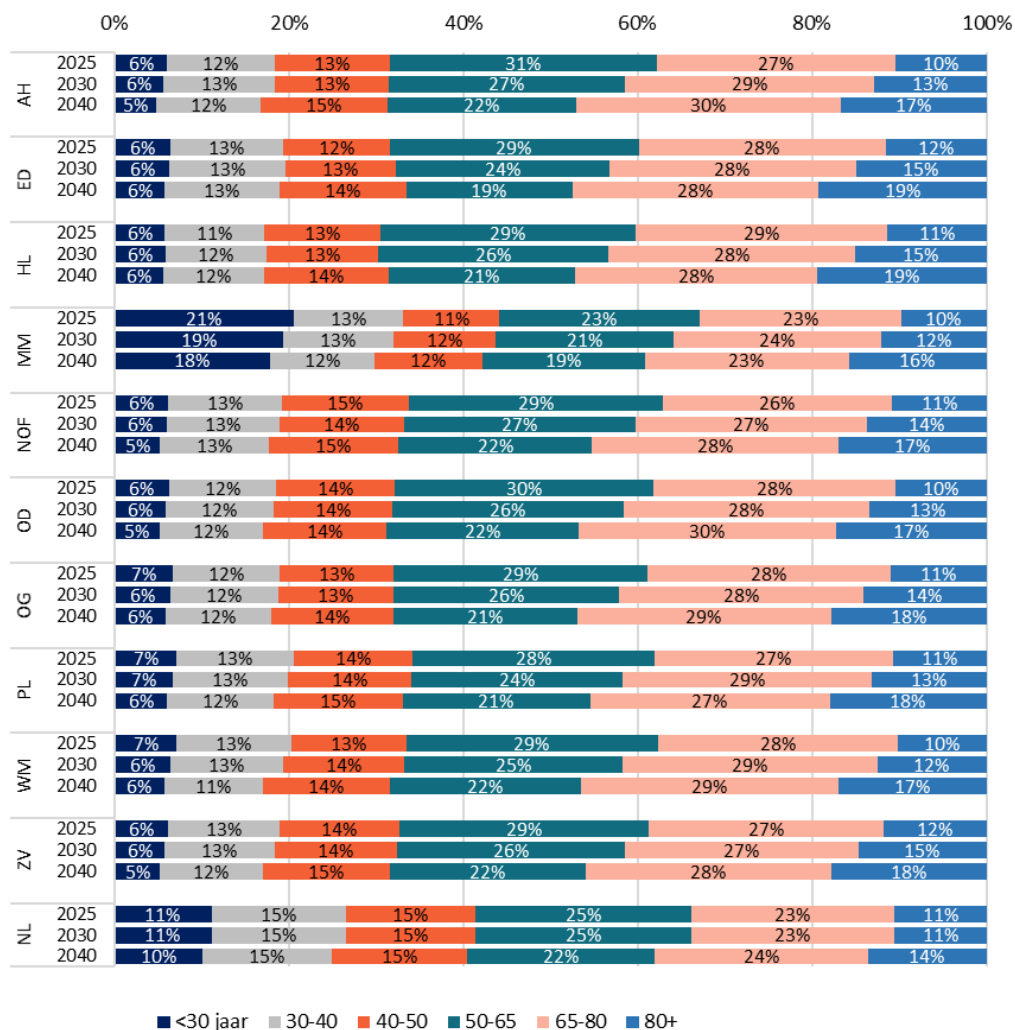 0% 20% 40% 60% 80% 100%
AH
2025 6% 12% 13% 31% 27% 10%
2030 6% 13% 13% 27% 29% 13%
2040 5% 12% 15% 22% 30% 17%
ED
2025 6% 13% 12% 29% 28% 12%
2030 6% 13% 13% 24% 28% 15%
2040 6% 13% 14% 19% 28% 19%
HL
2025 6% 11% 13% 29% 29% 11%
2030 6% 12% 13% 26% 28% 15%
2040 6% 12% 14% 21% 28% 19%
MM
2025 21% 13% 11% 23% 23% 10%
2030 19% 13% 12% 21% 24% 12%
2040 18% 12% 12% 19% 23% 16%
NOF
2025 6% 13% 15% 29% 26% 11%
2030 6% 13% 14% 27% 27% 14%
2040 5% 13% 15% 22% 28% 17%
OD
2025 6% 12% 14% 30% 28% 10%
2030 6% 12% 14% 26% 28% 13%
2040 5% 12% 14% 22% 30% 17%
OG
2025 7% 12% 13% 29% 28% 11%
2030 6% 12% 13% 26% 28% 14%
2040 6% 12% 14% 21% 29% 18%
PL
2025 7% 13% 14% 28% 27% 11%
2030 7% 13% 14% 24% 29% 13%
2040 6% 12% 15% 21% 27% 18%
WM
2025 7% 13% 13% 29% 28% 10%
2030 6% 13% 14% 25% 29% 12%
2040 6% 11% 14% 22% 29% 17%
ZV
2025 6% 13% 14% 29% 27% 12%
2030 6% 13% 14% 26% 27% 15%
2040 5% 12% 15% 22% 28% 18%
NL
2025 11% 15% 15% 25% 23% 11%
2030 11% 15% 15% 25% 23% 11%
2040 10% 15% 15% 22% 24% 14%
<30 jaar 30-40 40-50 50-65 65-80 80+